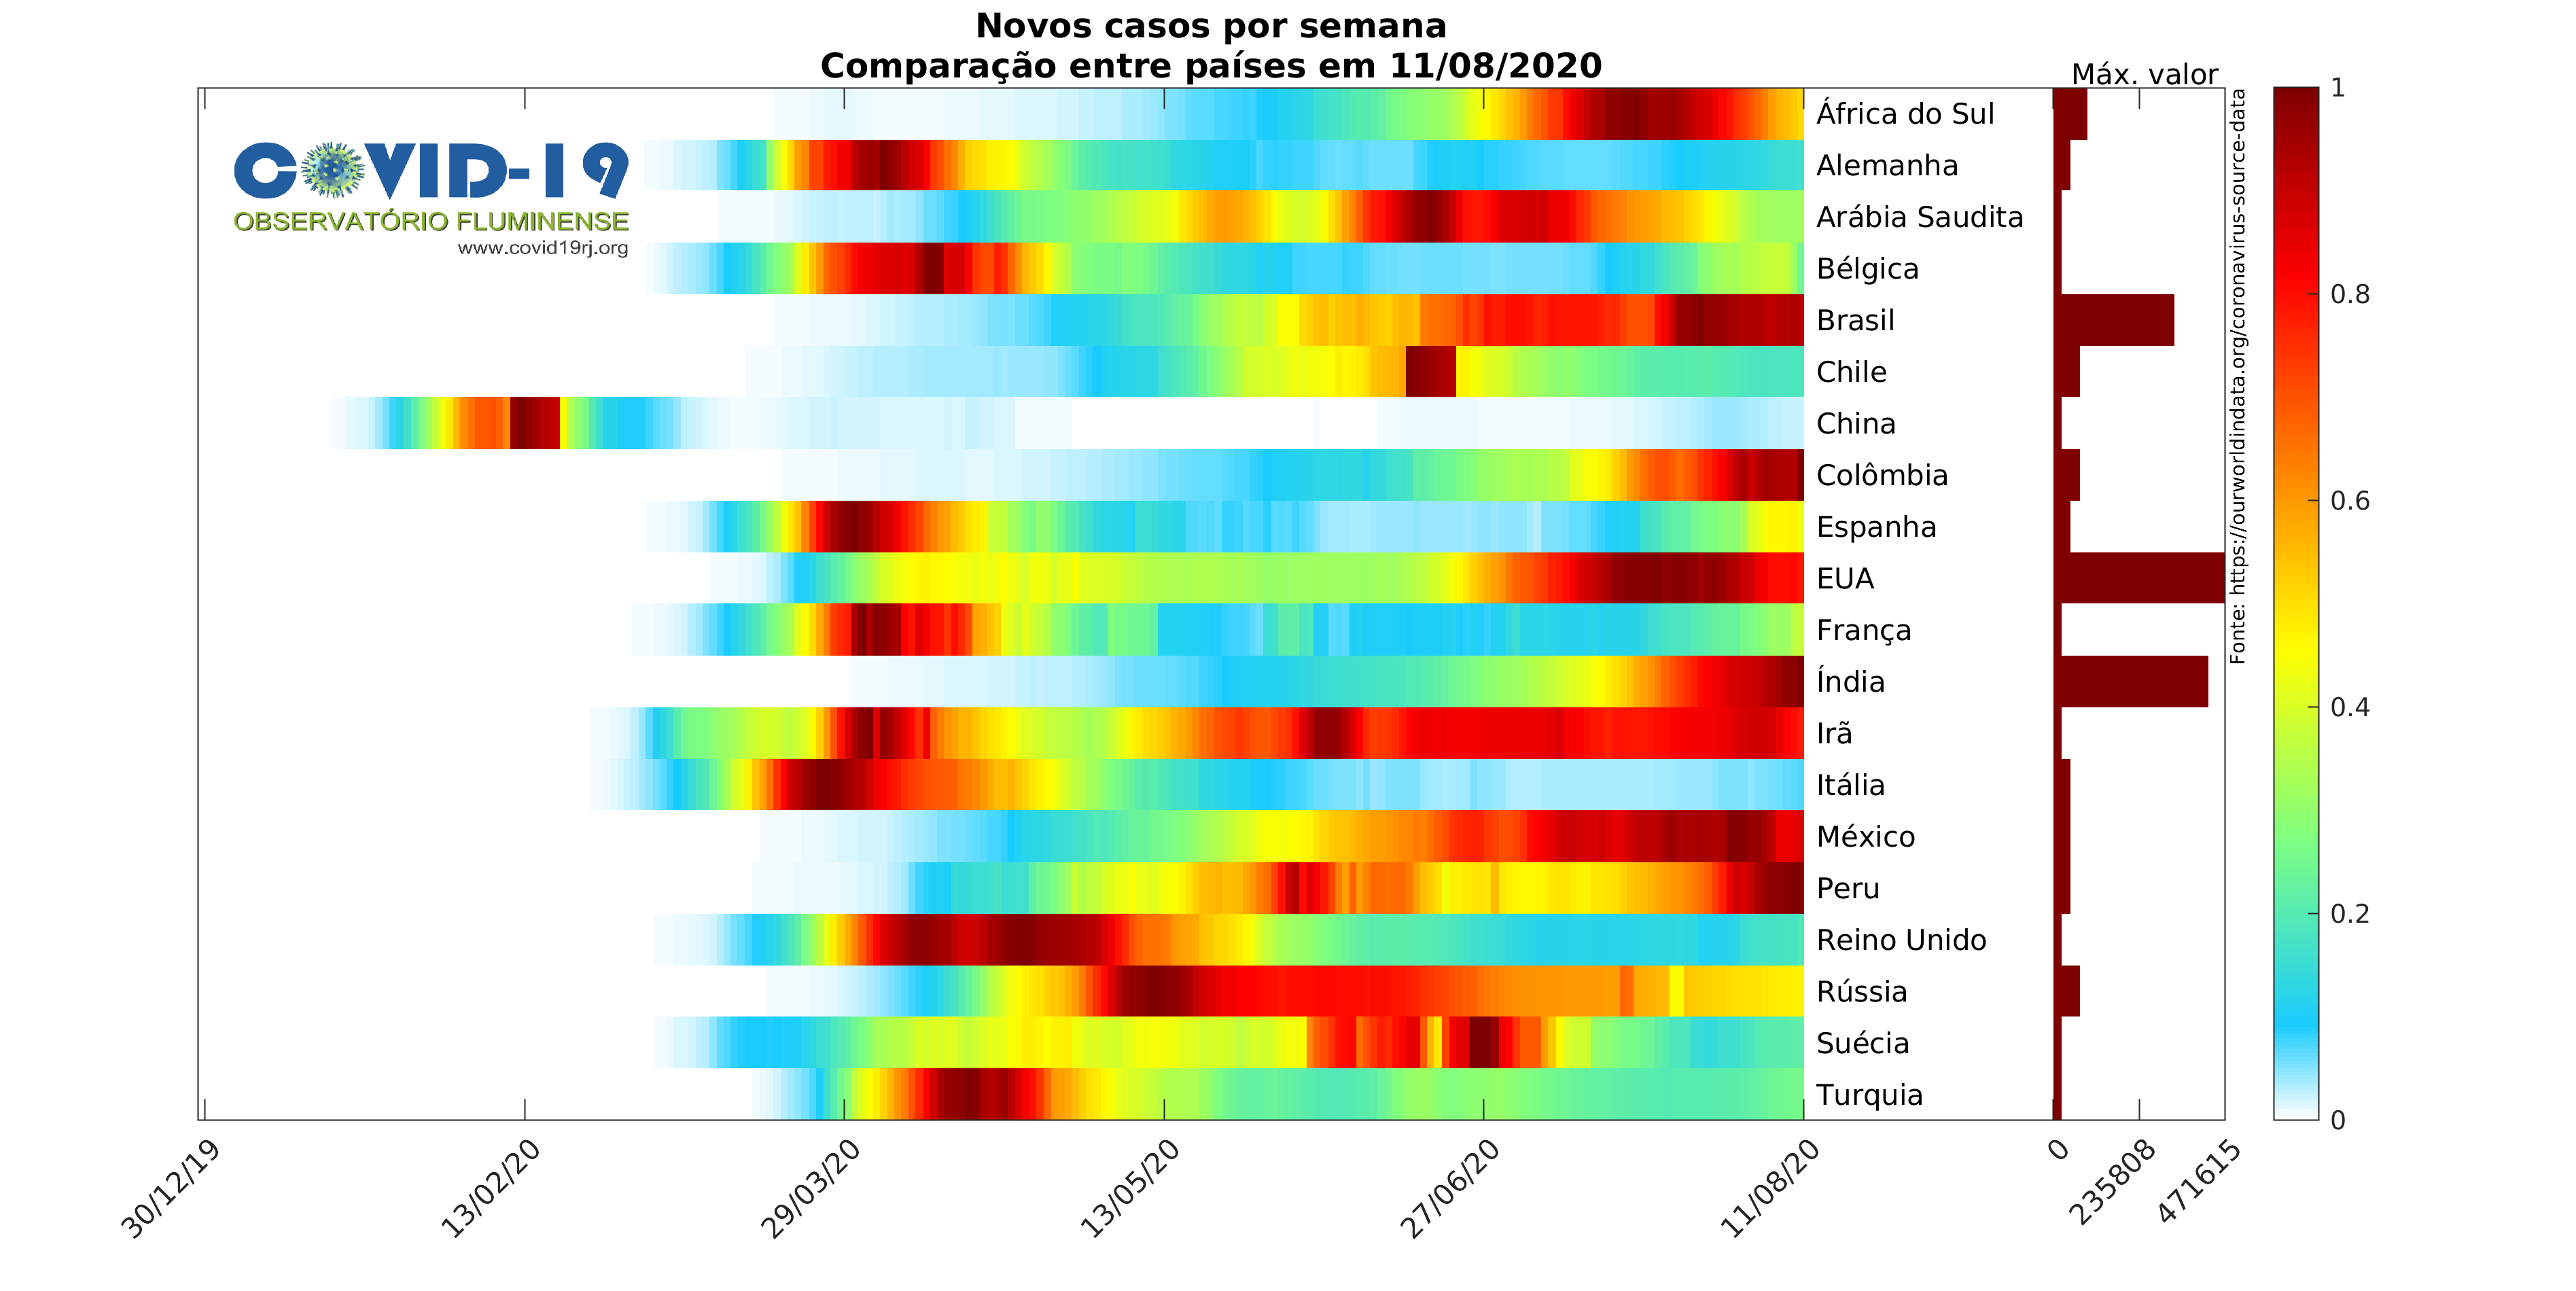 Novos casos por semana
Comparação entre países em 11/08/2020
Máx. valor
COVID-19
OBSERVATÓRIO FLUMINENSE
www.covid19rj.org
África do Sul
Alemanha
Arábia Saudita
Bélgica
Brasil
Chile
China
Colômbia
Espanha
EUA
França
Índia
Irã
Itália
México
Peru
Reino Unido
Rússia
Suécia
Turquia
Fonte: https://ourworldindata.org/coronavirus-source-data
1
0.8
0.6
0.4
0.2
0
30/12/19
13/02/20
29/03/20
13/05/20
27/06/20
11/08/20
0
235808
471615